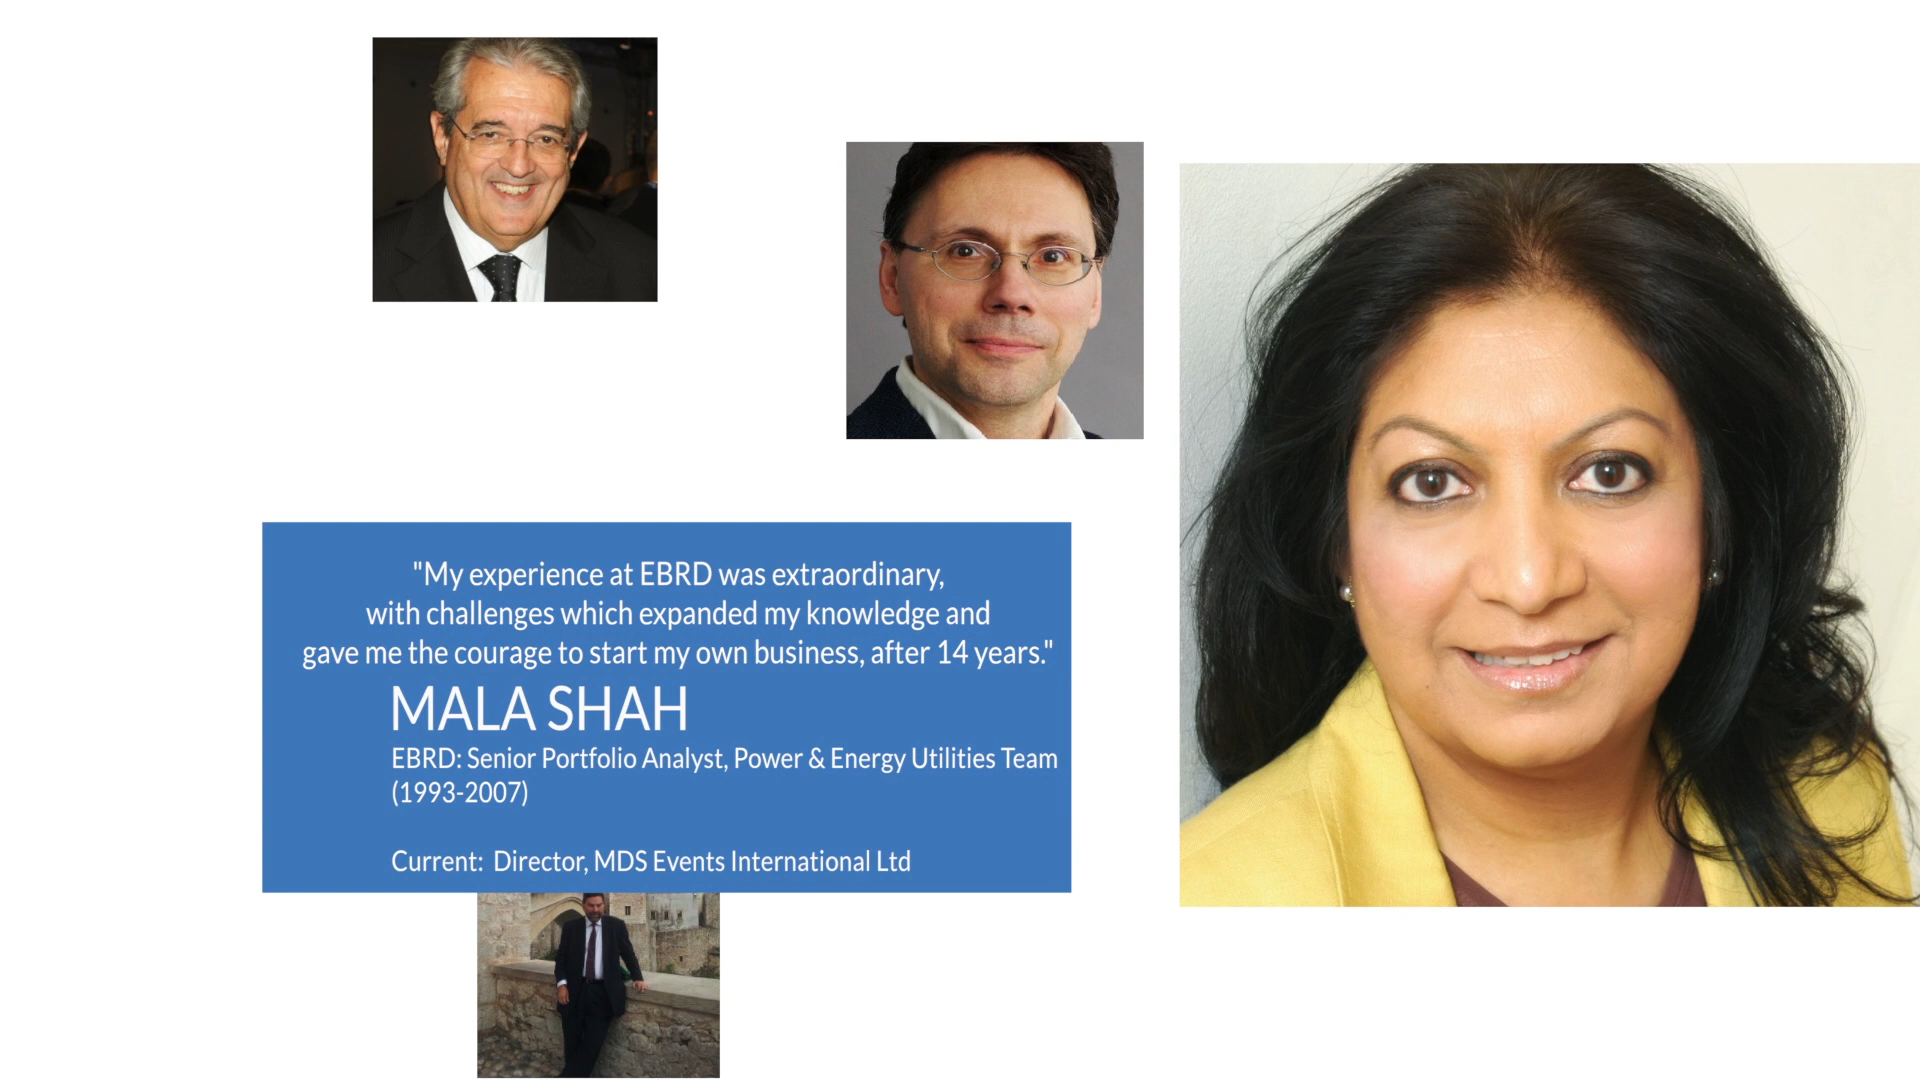 "My experience at EBRD was extraordinary,
with challenges which expanded my knowledge and
gave me the courage to start my own business, after 14 years."
MALA SHAH
EBRD: Senior Portfolio Analyst, Power & Energy Utilities Team
(1993-2007)
Current: Director, MDS Events International Ltd